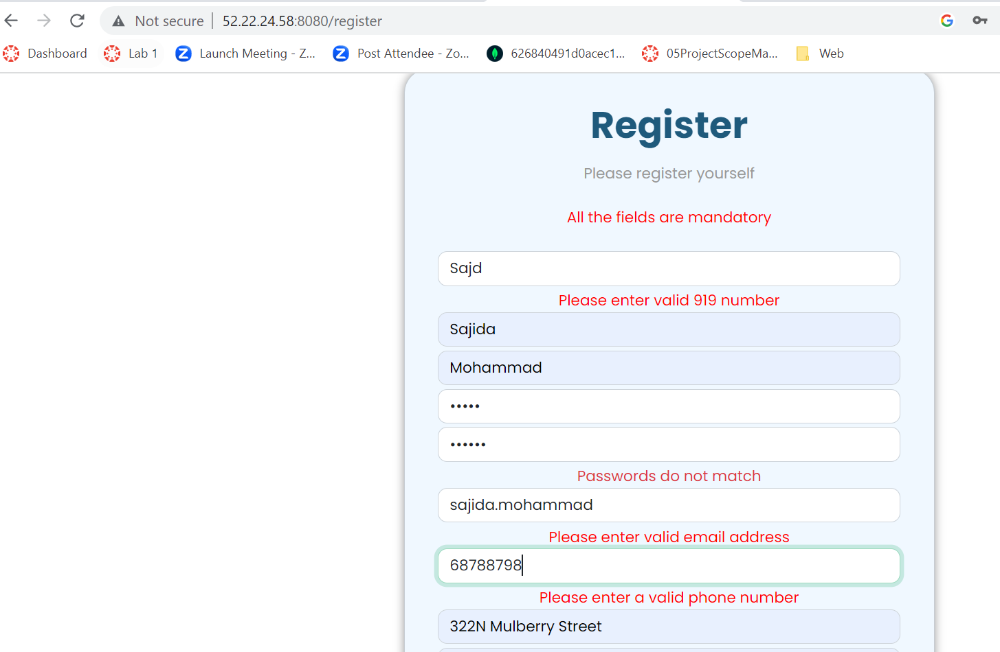 Not secure | 52.22.24.58:8080/register
Dashboard Lab 1 Launch Meeting - Z... Post Attendee - Zo... 626840491d0acec1... 05ProjectScopeMa... Web
Register
Please register yourself
All the fields are mandatory
Sajd
Please enter valid 919 number
Sajida
Mohammad
•••••
••••••
Passwords do not match
sajida.mohammad
Please enter valid email address
68788798
Please enter a valid phone number
322N Mulberry Street